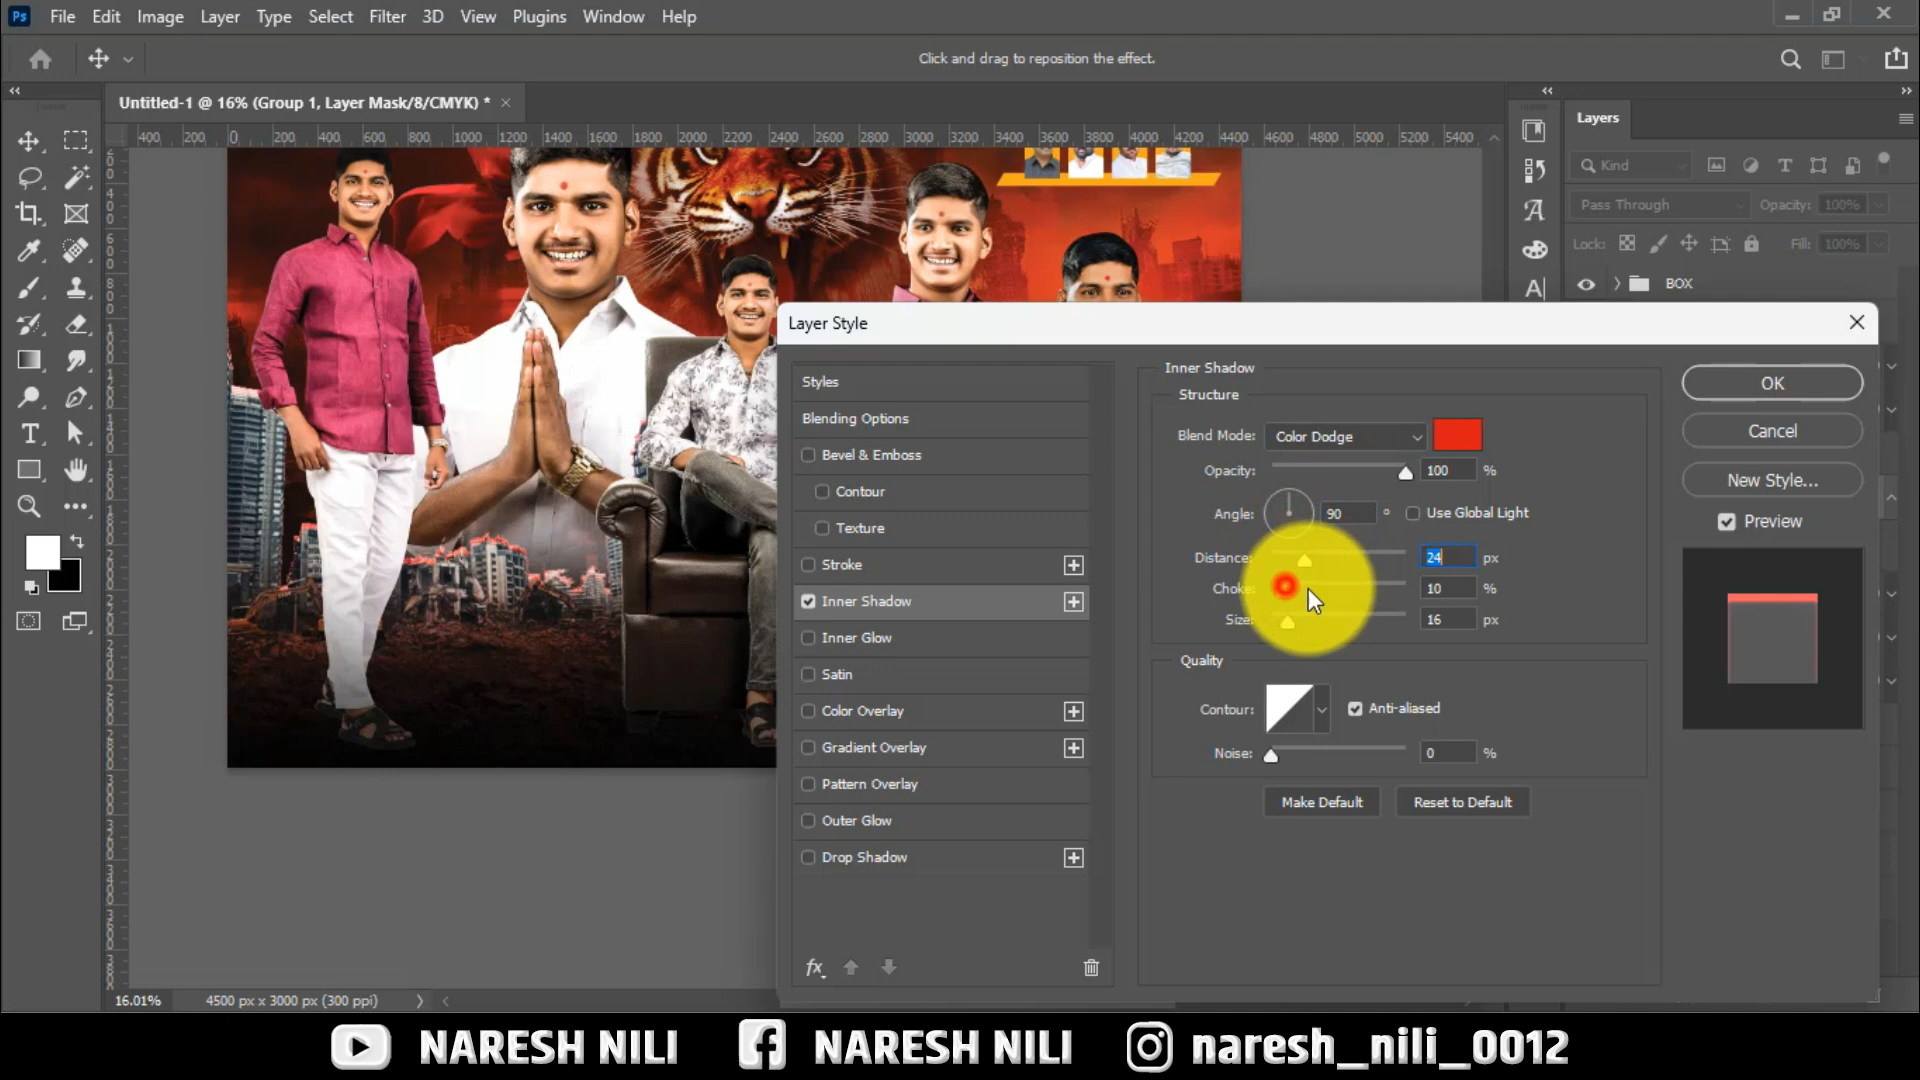 Ps File Edit Image Layer Type Select Filter 3D View Plugins Window Help
Click and drag to reposition the effect.
Untitled-1 @ 16% (Group 1, Layer Mask/8/CMYK) *
400 200 0 200 400 600 800 1000 1200 1400 1600 1800 2000 2200 2400 2600 2800 3000 3200 3400 3600 3800 4000 4200 4400 4600 4800 5000 5200 5400
Layers
Kind
Pass Through Opacity: 100%
Lock: Fill: 100%
BOX
Layer Style
Styles
Blending Options
Bevel & Emboss
Contour
Texture
Stroke
Inner Shadow
Inner Glow
Satin
Color Overlay
Gradient Overlay
Pattern Overlay
Outer Glow
Drop Shadow
fx
Inner Shadow
Structure
Blend Mode: Color Dodge
Opacity: 100 %
Angle: 90 ° Use Global Light
Distance: 24 px
Choke: 10 %
Size: 16 px
Quality
Contour: Anti-aliased
Noise: 0 %
Make Default Reset to Default
OK
Cancel
New Style...
Preview
16.01% 4500 px x 3000 px (300 ppi)
NARESH NILI NARESH NILI naresh_nili_0012